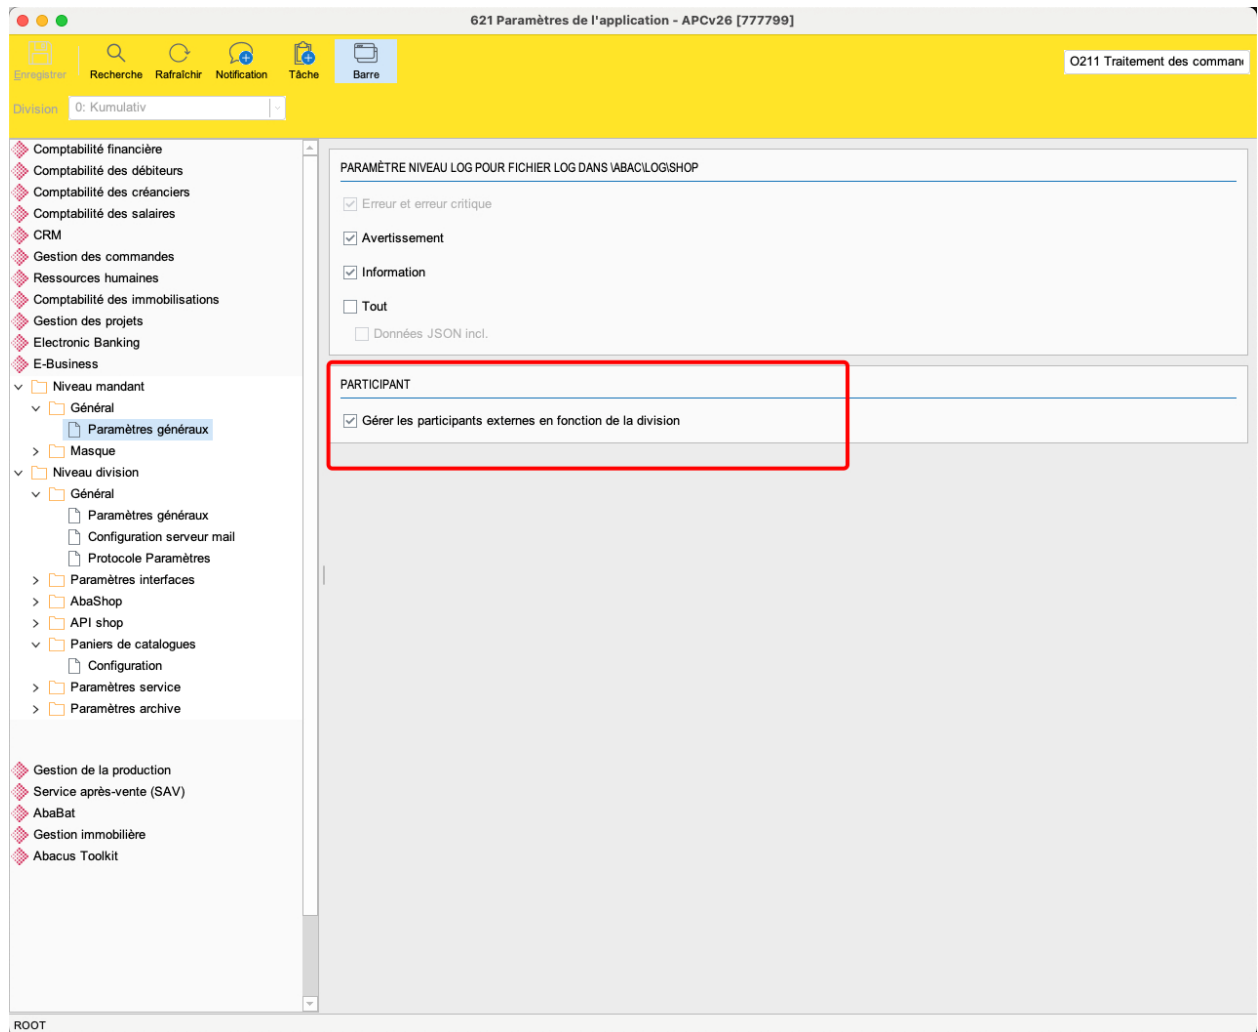 621 Paramètres de l'application - APCv26 [777799]
Enregistrer Recherche Rafraîchir Notification Tâche Barre
O211 Traitement des comman
Division 0: Kumulativ
Comptabilité financière
Comptabilité des débiteurs
Comptabilité des créanciers
Comptabilité des salaires
CRM
Gestion des commandes
Ressources humaines
Comptabilité des immobilisations
Gestion des projets
Electronic Banking
E-Business
Niveau mandant
Général
Paramètres généraux
Masque
Niveau division
Général
Paramètres généraux
Configuration serveur mail
Protocole Paramètres
Paramètres interfaces
AbaShop
API shop
Paniers de catalogues
Configuration
Paramètres service
Paramètres archive
Gestion de la production
Service après-vente (SAV)
AbaBat
Gestion immobilière
Abacus Toolkit
PARAMÈTRE NIVEAU LOG POUR FICHIER LOG DANS \ABAC\LOG\SHOP
Erreur et erreur critique
Avertissement
Information
Tout
Données JSON incl.
PARTICIPANT
Gérer les participants externes en fonction de la division
ROOT